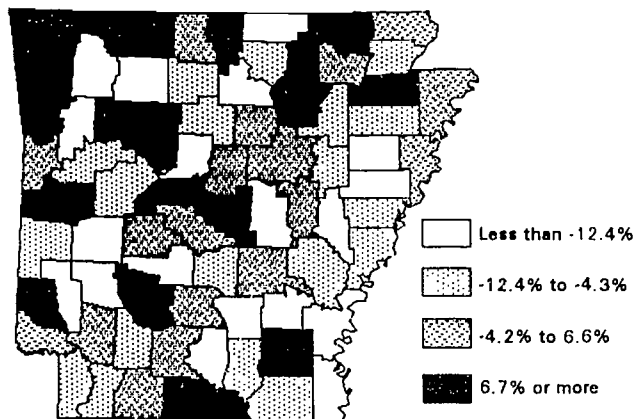 Less than -12.4%
-12.4% to -4.3%
-4.2% to 6.6%
6.7% or more